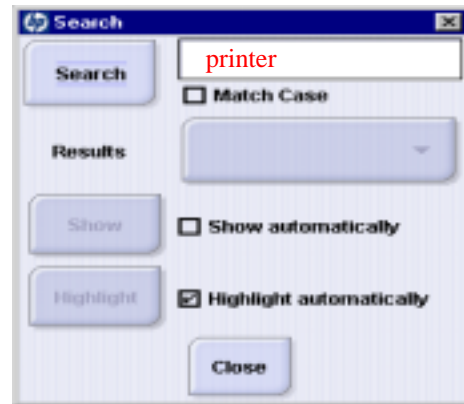 Search
Search
printer
Match Case
Results
Show
Show automatically
Highlight
Highlight automatically
Close